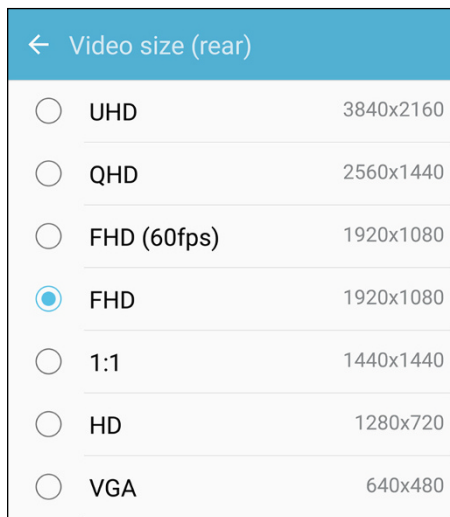 Video size (rear)
UHD 3840x2160
QHD 2560x1440
FHD (60fps) 1920x1080
FHD 1920x1080
1:1 1440x1440
HD 1280x720
VGA 640x480